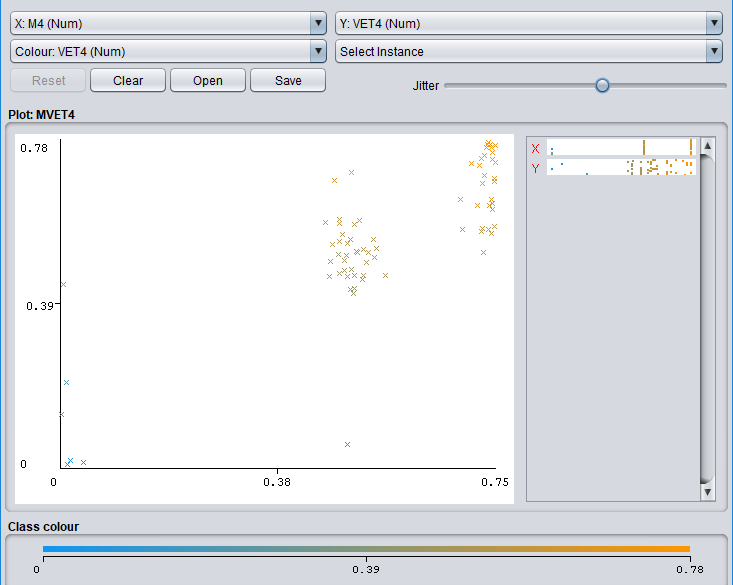 X: M4 (Num) Y: VET4 (Num)
Colour: VET4 (Num) Select Instance
Reset Clear Open Save Jitter
Plot: MVET4
0.78
X
Y
0.39
0
0 0.38 0.75
Class colour
0 0.39 0.78